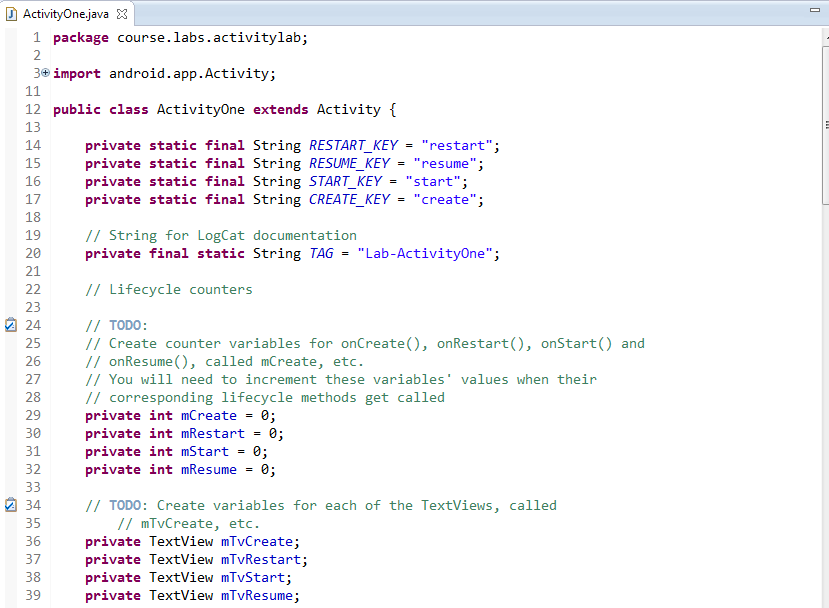 ActivityOne.java
1 package course.labs.activitylab;
2
3 import android.app.Activity;
11
12 public class ActivityOne extends Activity {
13
14     private static final String RESTART_KEY = "restart";
15     private static final String RESUME_KEY = "resume";
16     private static final String START_KEY = "start";
17     private static final String CREATE_KEY = "create";
18
19     // String for LogCat documentation
20     private final static String TAG = "Lab-ActivityOne";
21
22     // Lifecycle counters
23
24     // TODO:
25     // Create counter variables for onCreate(), onRestart(), onStart() and
26     // onResume(), called mCreate, etc.
27     // You will need to increment these variables' values when their
28     // corresponding lifecycle methods get called
29     private int mCreate = 0;
30     private int mRestart = 0;
31     private int mStart = 0;
32     private int mResume = 0;
33
34     // TODO: Create variables for each of the TextViews, called
35         // mTvCreate, etc.
36     private TextView mTvCreate;
37     private TextView mTvRestart;
38     private TextView mTvStart;
39     private TextView mTvResume;